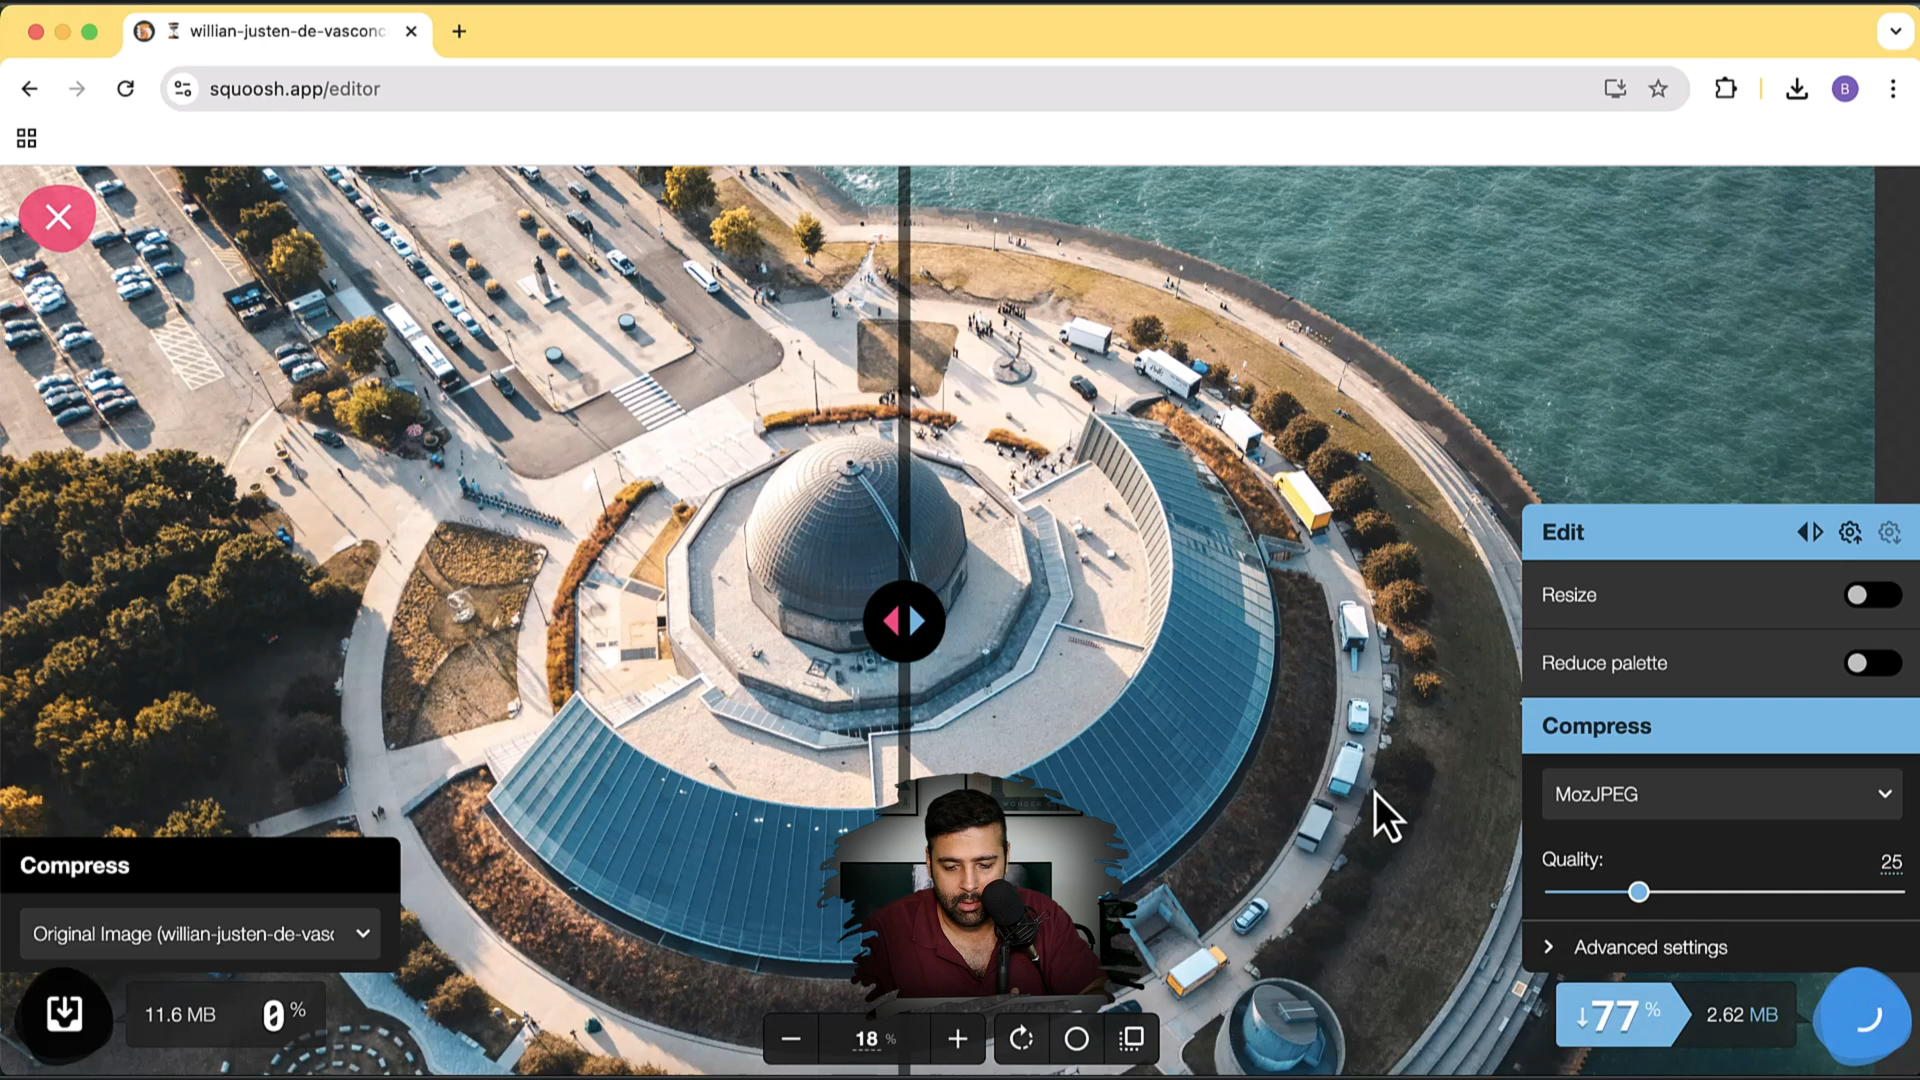 willian-justen-de-vasconc
squoosh.app/editor
B
Edit
Resize
Reduce palette
Compress
MozJPEG
Quality:
25
Advanced settings
↓77 %
2.62 MB
Compress
Original Image (willian-justen-de-vasc
11.6 MB
0 %
18 %